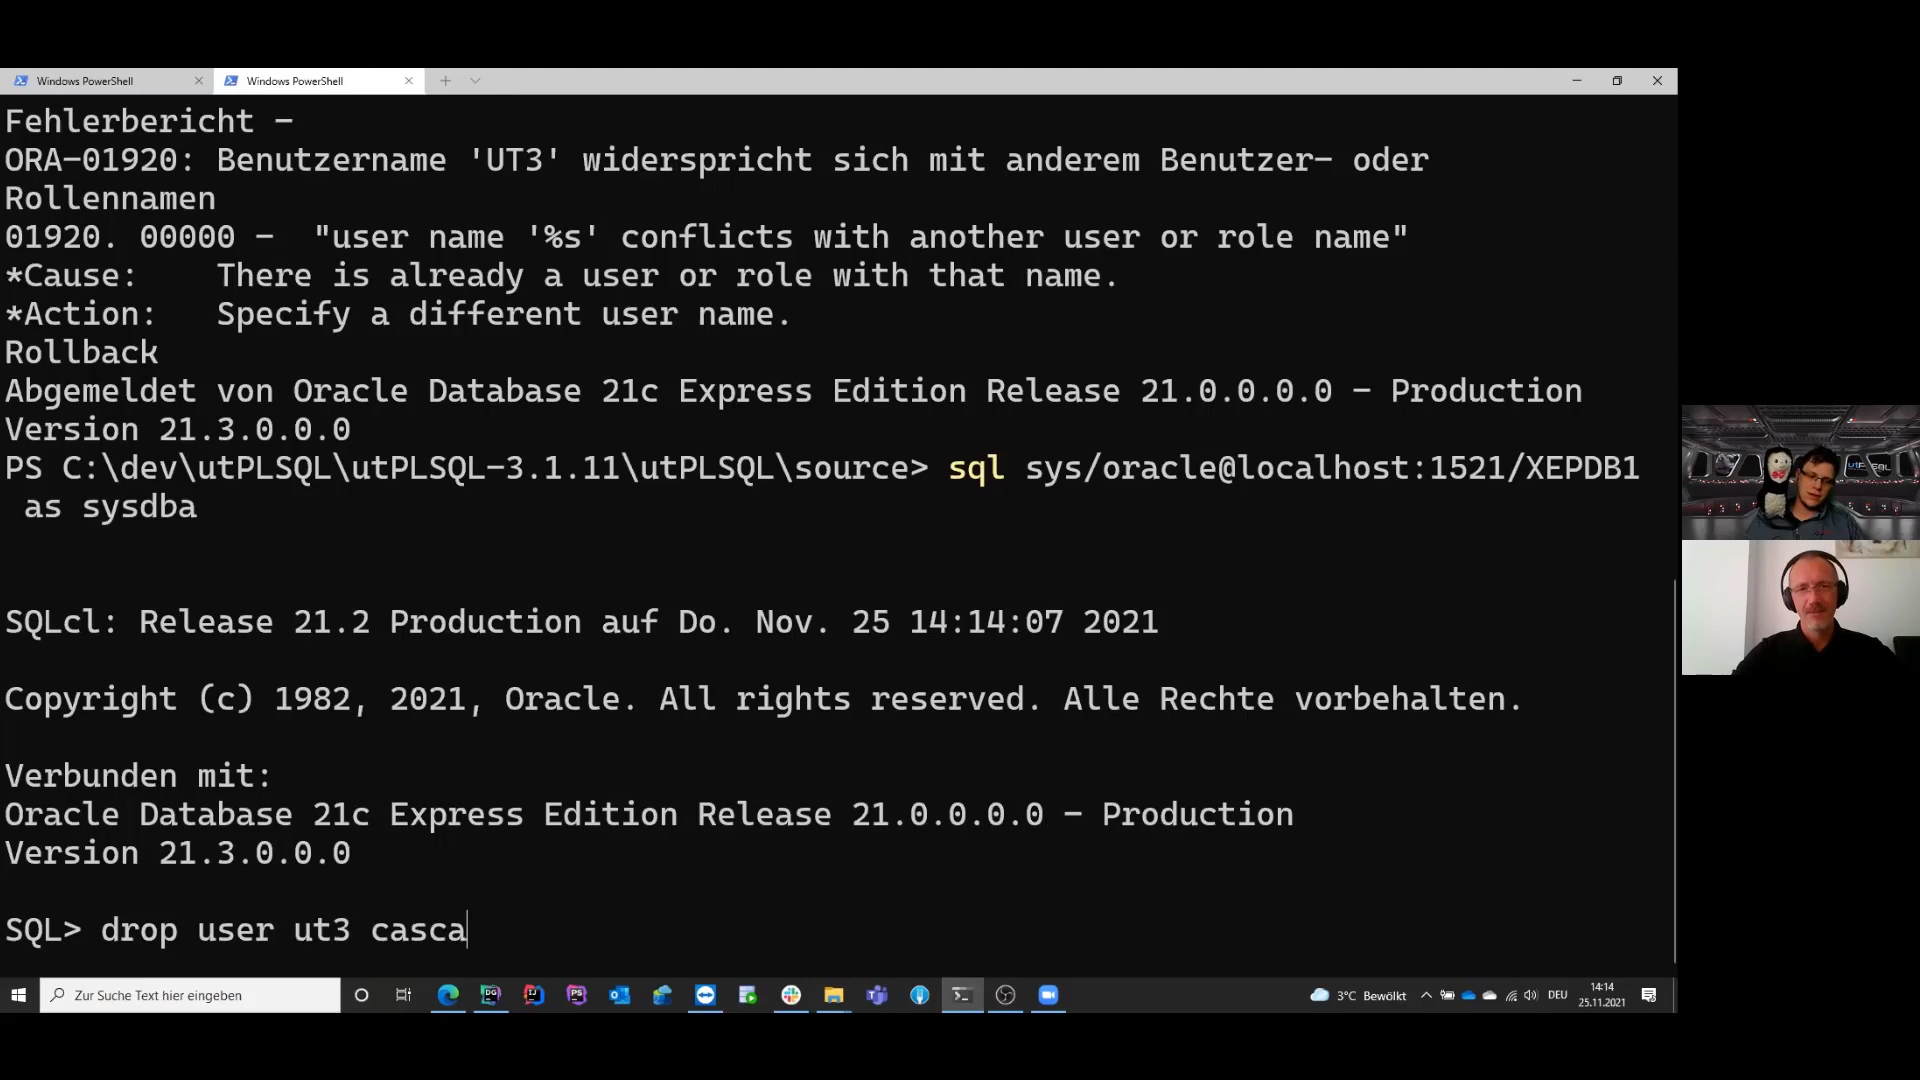 Windows PowerShell
Windows PowerShell
Fehlerbericht -
ORA-01920: Benutzername 'UT3' widerspricht sich mit anderem Benutzer- oder
Rollennamen
01920. 00000 -  "user name '%s' conflicts with another user or role name"
*Cause:    There is already a user or role with that name.
*Action:   Specify a different user name.
Rollback
Abgemeldet von Oracle Database 21c Express Edition Release 21.0.0.0.0 - Production
Version 21.3.0.0.0
PS C:\dev\utPLSQL\utPLSQL-3.1.11\utPLSQL\source> sql sys/oracle@localhost:1521/XEPDB1
as sysdba
SQLcl: Release 21.2 Production auf Do. Nov. 25 14:14:07 2021
Copyright (c) 1982, 2021, Oracle. All rights reserved. Alle Rechte vorbehalten.
Verbunden mit:
Oracle Database 21c Express Edition Release 21.0.0.0.0 - Production
Version 21.3.0.0.0
SQL> drop user ut3 casca
utPLSQL
Zur Suche Text hier eingeben
DG
IJ
PS
3°C Bewölkt
DEU
14:14
25.11.2021